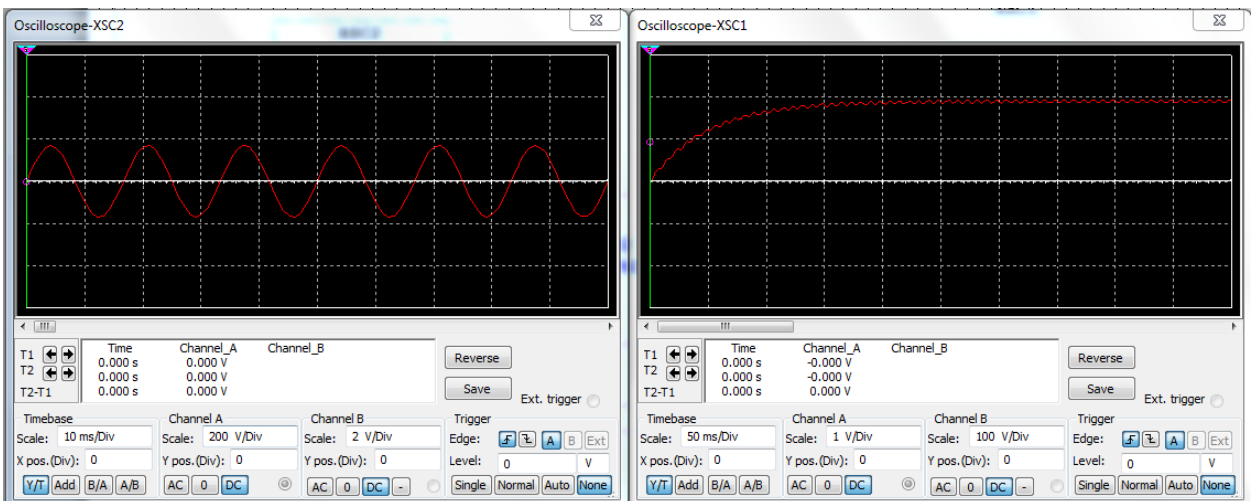 Oscilloscope-XSC2
T1
T2
T2-T1
Time Channel_A Channel_B
0.000 s 0.000 V
0.000 s 0.000 V
0.000 s 0.000 V
Reverse
Save
Ext. trigger
Timebase
Scale: 10 ms/Div
X pos.(Div): 0
Y/T Add B/A A/B
Channel A
Scale: 200 V/Div
Y pos.(Div): 0
AC 0 DC
Channel B
Scale: 2 V/Div
Y pos.(Div): 0
AC 0 DC -
Trigger
Edge: A B Ext
Level: 0 V
Single Normal Auto None
Oscilloscope-XSC1
T1
T2
T2-T1
Time Channel_A Channel_B
0.000 s -0.000 V
0.000 s -0.000 V
0.000 s 0.000 V
Reverse
Save
Ext. trigger
Timebase
Scale: 50 ms/Div
X pos.(Div): 0
Y/T Add B/A A/B
Channel A
Scale: 1 V/Div
Y pos.(Div): 0
AC 0 DC
Channel B
Scale: 100 V/Div
Y pos.(Div): 0
AC 0 DC -
Trigger
Edge: A B Ext
Level: 0 V
Single Normal Auto None